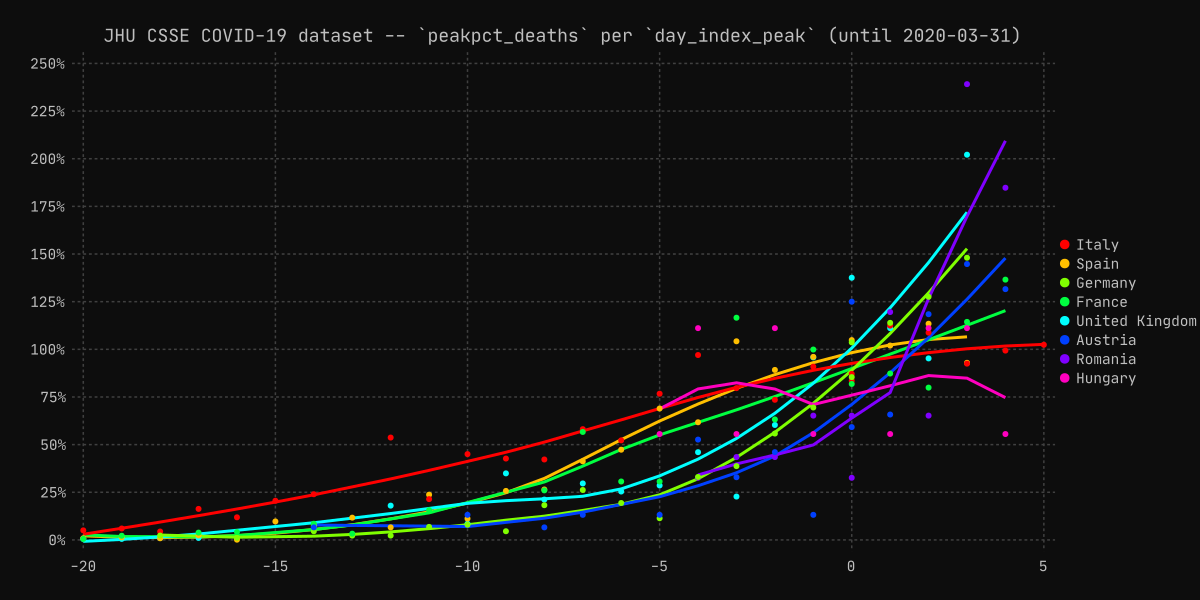 JHU CSSE COVID-19 dataset -- `peakpct_deaths` per `day_index_peak` (until 2020-03-31)
250%
225%
200%
175%
150%
125%
100%
75%
50%
25%
0%
-20
-15
-10
-5
0
5
Italy
Spain
Germany
France
United Kingdom
Austria
Romania
Hungary